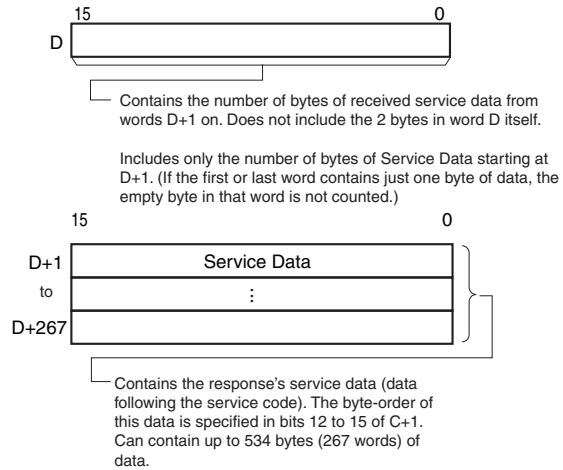 15 0
D
Contains the number of bytes of received service data from
words D+1 on. Does not include the 2 bytes in word D itself.
Includes only the number of bytes of Service Data starting at
D+1. (If the first or last word contains just one byte of data, the
empty byte in that word is not counted.)
15 0
D+1 Service Data
to ⋮
D+267
Contains the response's service data (data
following the service code). The byte-order of
this data is specified in bits 12 to 15 of C+1.
Can contain up to 534 bytes (267 words) of
data.